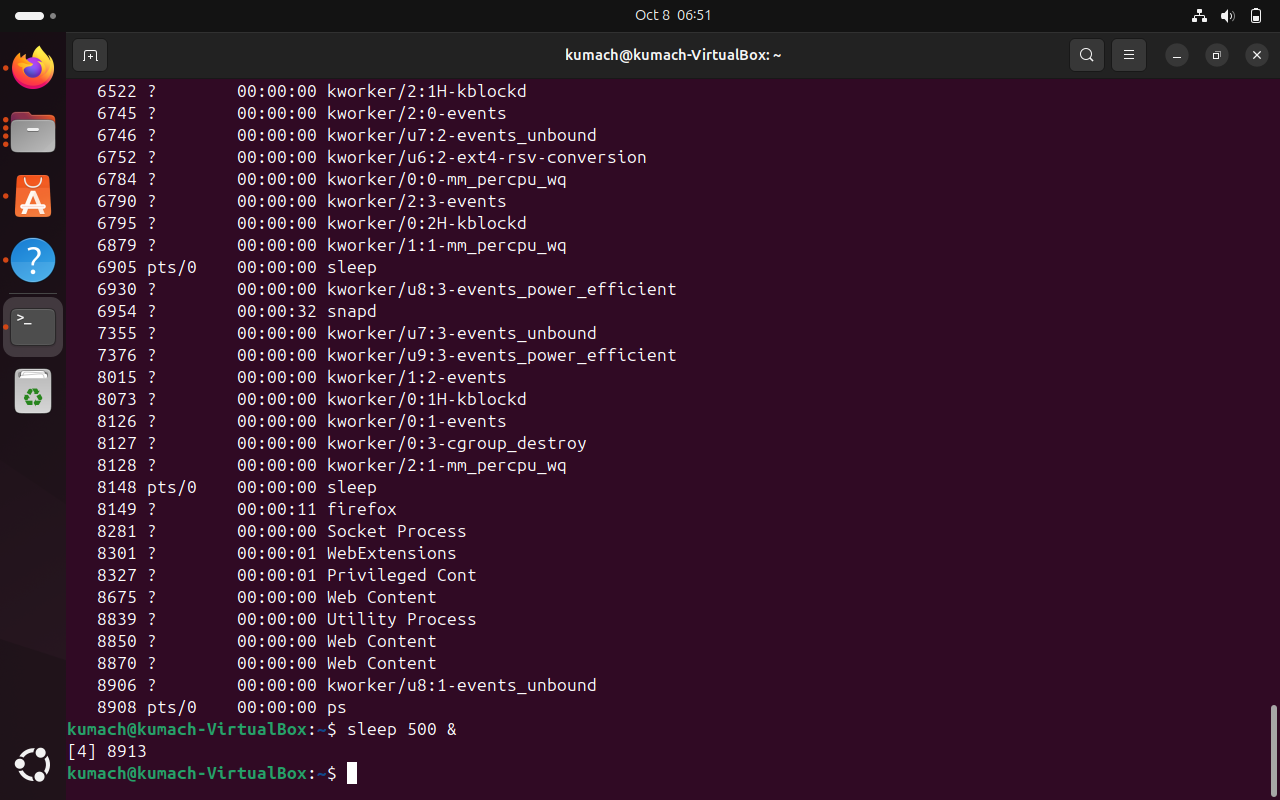 Oct 8 06:51
kumach@kumach-VirtualBox: ~
6522 ? 00:00:00 kworker/2:1H-kblockd
6745 ? 00:00:00 kworker/2:0-events
6746 ? 00:00:00 kworker/u7:2-events_unbound
6752 ? 00:00:00 kworker/u6:2-ext4-rsv-conversion
6784 ? 00:00:00 kworker/0:0-mm_percpu_wq
6790 ? 00:00:00 kworker/2:3-events
6795 ? 00:00:00 kworker/0:2H-kblockd
6879 ? 00:00:00 kworker/1:1-mm_percpu_wq
6905 pts/0 00:00:00 sleep
6930 ? 00:00:00 kworker/u8:3-events_power_efficient
6954 ? 00:00:32 snapd
7355 ? 00:00:00 kworker/u7:3-events_unbound
7376 ? 00:00:00 kworker/u9:3-events_power_efficient
8015 ? 00:00:00 kworker/1:2-events
8073 ? 00:00:00 kworker/0:1H-kblockd
8126 ? 00:00:00 kworker/0:1-events
8127 ? 00:00:00 kworker/0:3-cgroup_destroy
8128 ? 00:00:00 kworker/2:1-mm_percpu_wq
8148 pts/0 00:00:00 sleep
8149 ? 00:00:11 firefox
8281 ? 00:00:00 Socket Process
8301 ? 00:00:01 WebExtensions
8327 ? 00:00:01 Privileged Cont
8675 ? 00:00:00 Web Content
8839 ? 00:00:00 Utility Process
8850 ? 00:00:00 Web Content
8870 ? 00:00:00 Web Content
8906 ? 00:00:00 kworker/u8:1-events_unbound
8908 pts/0 00:00:00 ps
kumach@kumach-VirtualBox:~$ sleep 500 &
[4] 8913
kumach@kumach-VirtualBox:~$